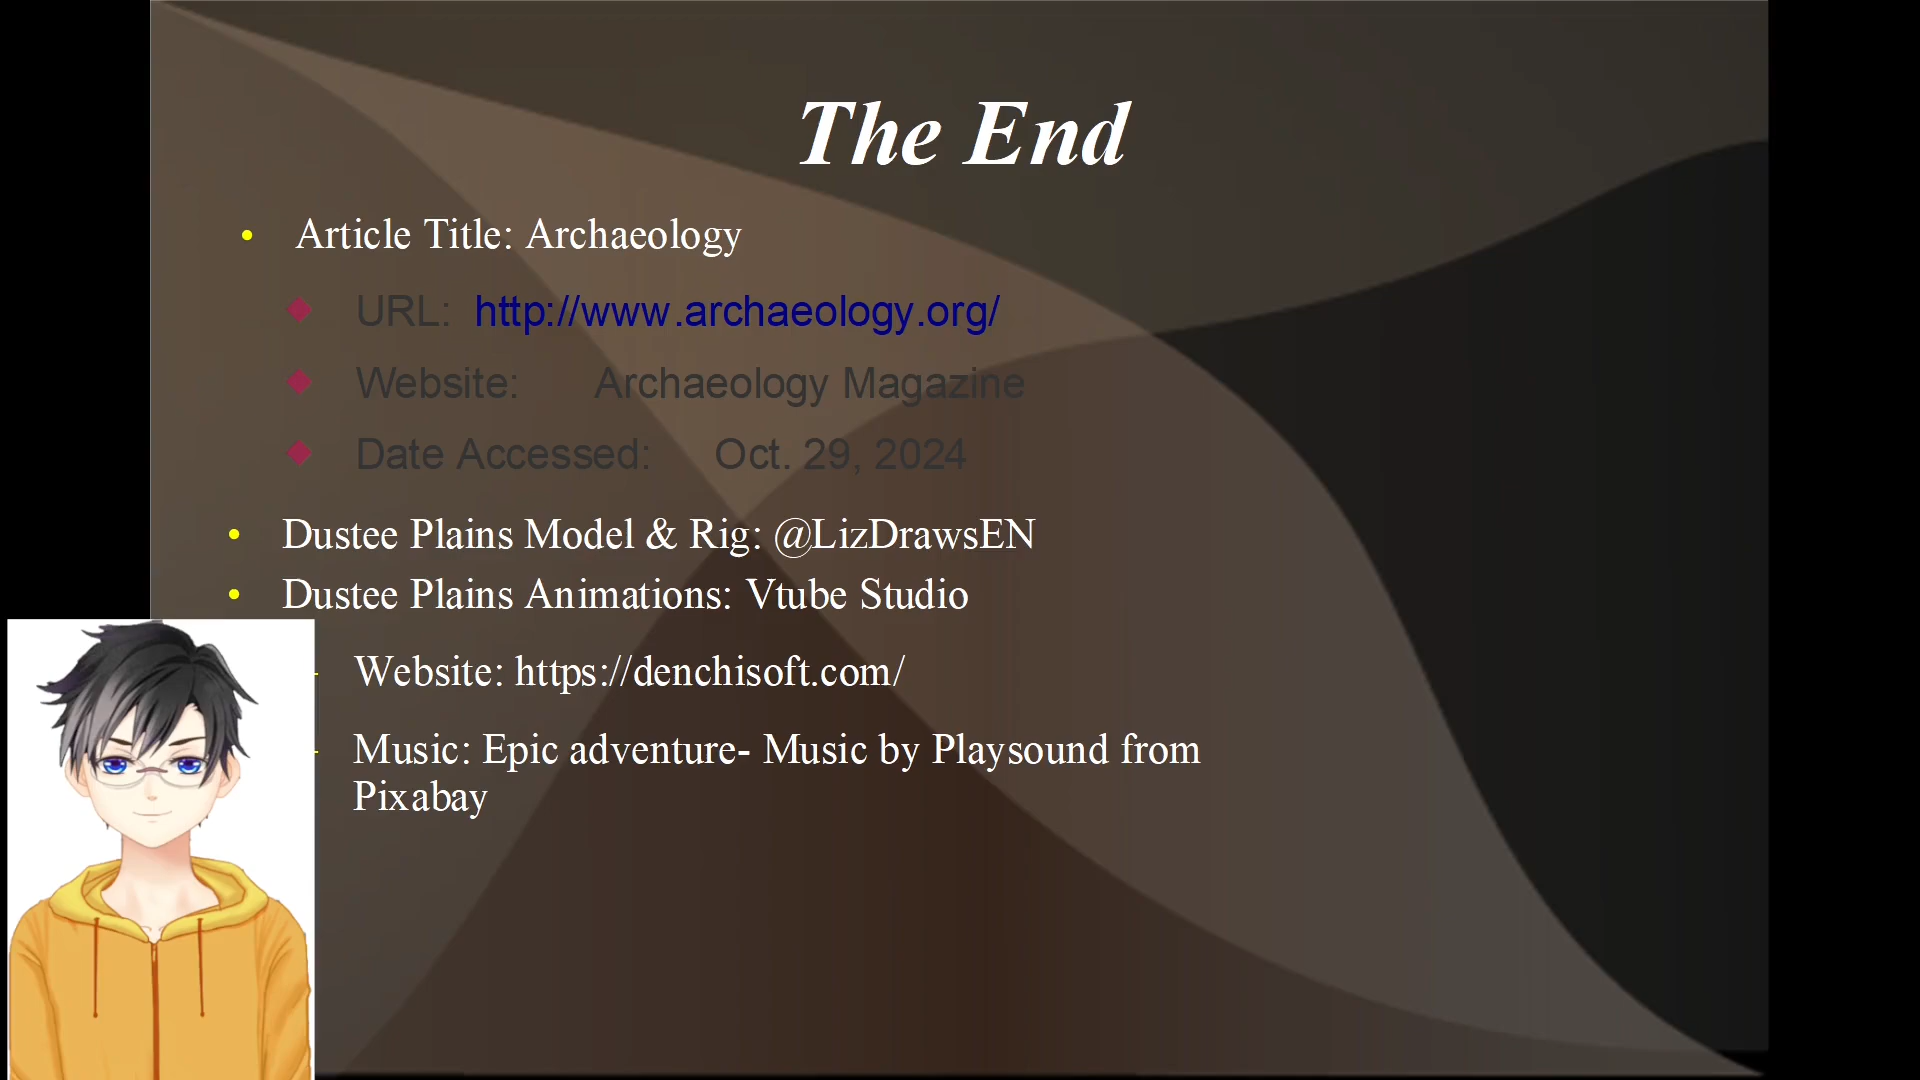 The End
Article Title: Archaeology
URL: http://www.archaeology.org/
Website: Archaeology Magazine
Date Accessed: Oct. 29, 2024
Dustee Plains Model & Rig: @LizDrawsEN
Dustee Plains Animations: Vtube Studio
Website: https://denchisoft.com/
Music: Epic adventure- Music by Playsound from
Pixabay